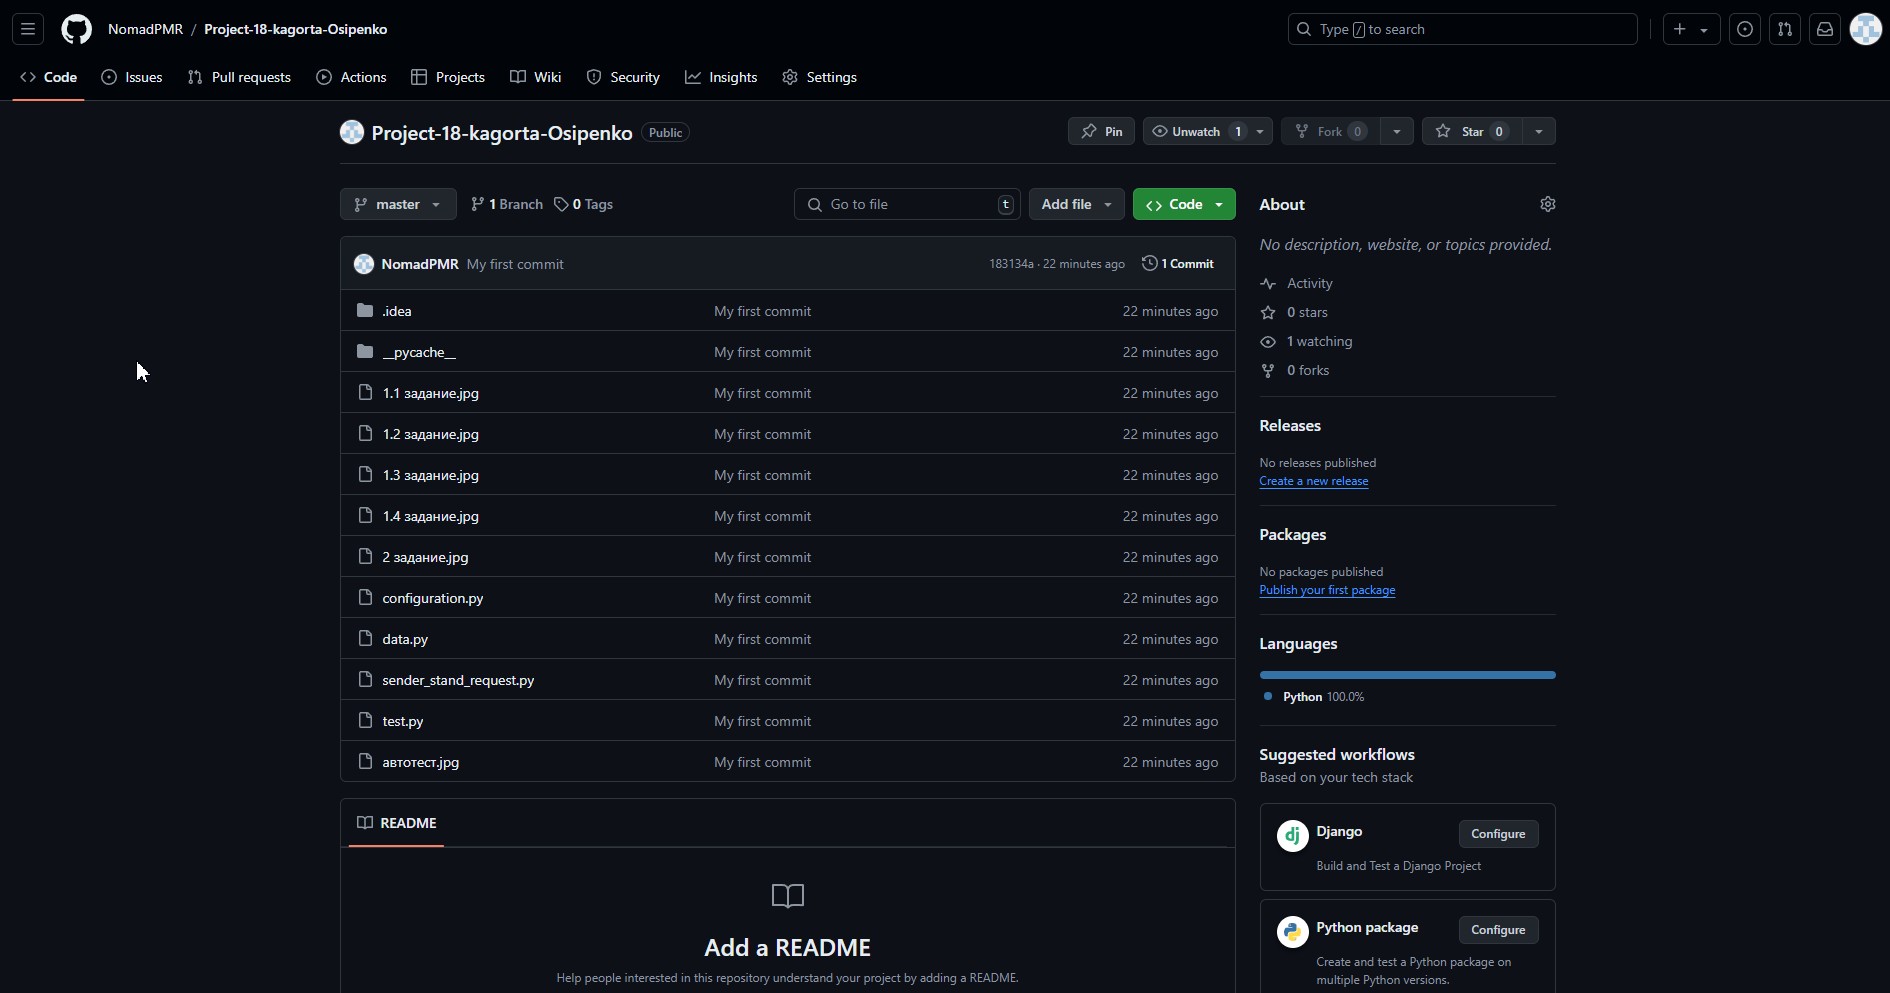 NomadPMR / Project-18-kagorta-Osipenko
Type / to search
Code Issues Pull requests Actions Projects Wiki Security Insights Settings
Project-18-kagorta-Osipenko Public
Pin Unwatch 1 Fork 0 Star 0
master 1 Branch 0 Tags Go to file t Add file Code
NomadPMR My first commit 183134a · 22 minutes ago 1 Commit
.idea My first commit 22 minutes ago
__pycache__ My first commit 22 minutes ago
1.1 задание.jpg My first commit 22 minutes ago
1.2 задание.jpg My first commit 22 minutes ago
1.3 задание.jpg My first commit 22 minutes ago
1.4 задание.jpg My first commit 22 minutes ago
2 задание.jpg My first commit 22 minutes ago
configuration.py My first commit 22 minutes ago
data.py My first commit 22 minutes ago
sender_stand_request.py My first commit 22 minutes ago
test.py My first commit 22 minutes ago
автотест.jpg My first commit 22 minutes ago
README
Add a README
Help people interested in this repository understand your project by adding a README.
About
No description, website, or topics provided.
Activity
0 stars
1 watching
0 forks
Releases
No releases published
Create a new release
Packages
No packages published
Publish your first package
Languages
Python 100.0%
Suggested workflows
Based on your tech stack
dj Django Configure
Build and Test a Django Project
Python package Configure
Create and test a Python package on
multiple Python versions.